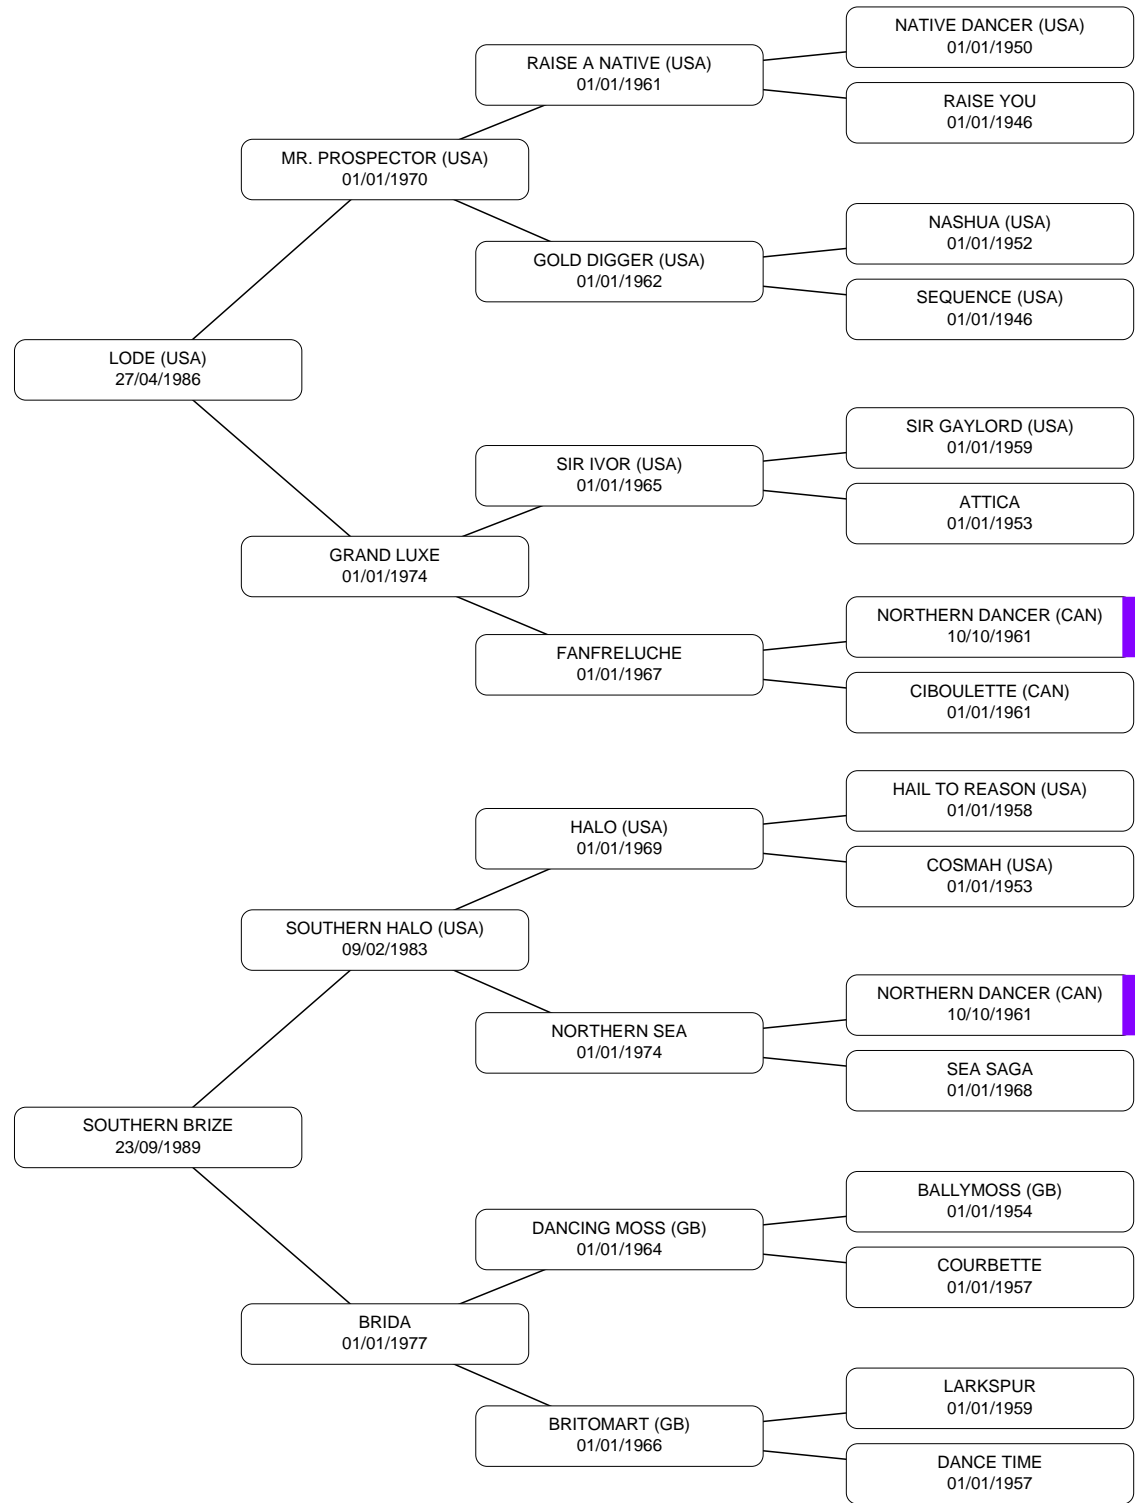 NATIVE DANCER (USA)
01/01/1950
RAISE A NATIVE (USA)
01/01/1961
RAISE YOU
01/01/1946
MR. PROSPECTOR (USA)
01/01/1970
NASHUA (USA)
01/01/1952
GOLD DIGGER (USA)
01/01/1962
SEQUENCE (USA)
01/01/1946
LODE (USA)
27/04/1986
SIR GAYLORD (USA)
01/01/1959
SIR IVOR (USA)
01/01/1965
ATTICA
01/01/1953
GRAND LUXE
01/01/1974
NORTHERN DANCER (CAN)
10/10/1961
FANFRELUCHE
01/01/1967
CIBOULETTE (CAN)
01/01/1961
HAIL TO REASON (USA)
01/01/1958
HALO (USA)
01/01/1969
COSMAH (USA)
01/01/1953
SOUTHERN HALO (USA)
09/02/1983
NORTHERN DANCER (CAN)
10/10/1961
NORTHERN SEA
01/01/1974
SEA SAGA
01/01/1968
SOUTHERN BRIZE
23/09/1989
BALLYMOSS (GB)
01/01/1954
DANCING MOSS (GB)
01/01/1964
COURBETTE
01/01/1957
BRIDA
01/01/1977
LARKSPUR
01/01/1959
BRITOMART (GB)
01/01/1966
DANCE TIME
01/01/1957